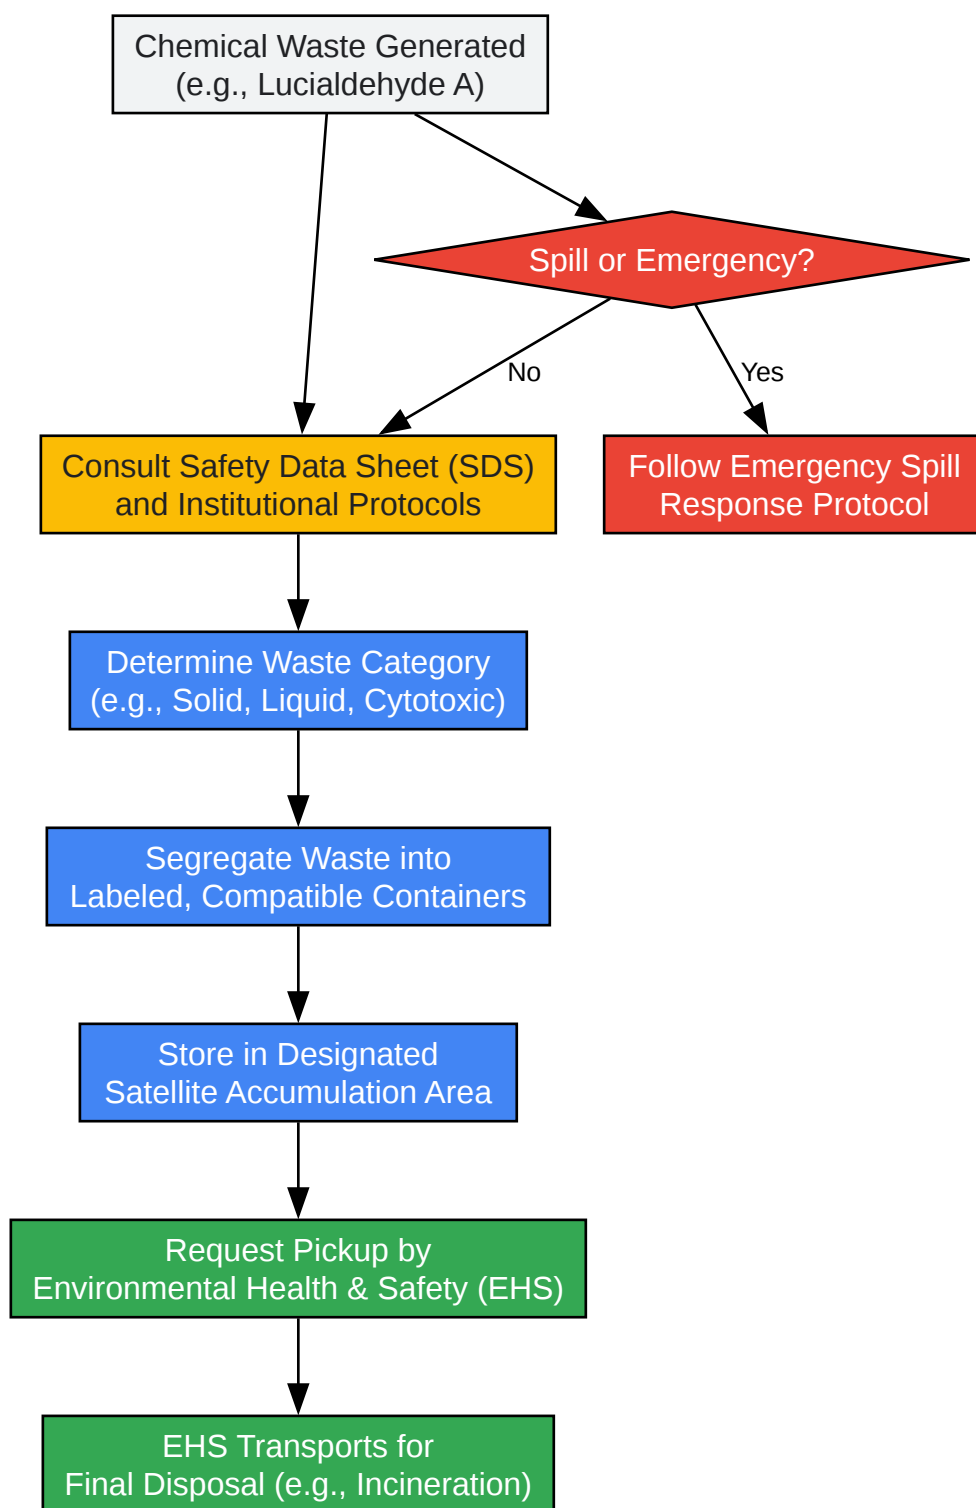 Chemical Waste Generated
(e.g., Lucialdehyde A)
Spill or Emergency?
No
Yes
Consult Safety Data Sheet (SDS)
and Institutional Protocols
Follow Emergency Spill
Response Protocol
Determine Waste Category
(e.g., Solid, Liquid, Cytotoxic)
Segregate Waste into
Labeled, Compatible Containers
Store in Designated
Satellite Accumulation Area
Request Pickup by
Environmental Health & Safety (EHS)
EHS Transports for
Final Disposal (e.g., Incineration)